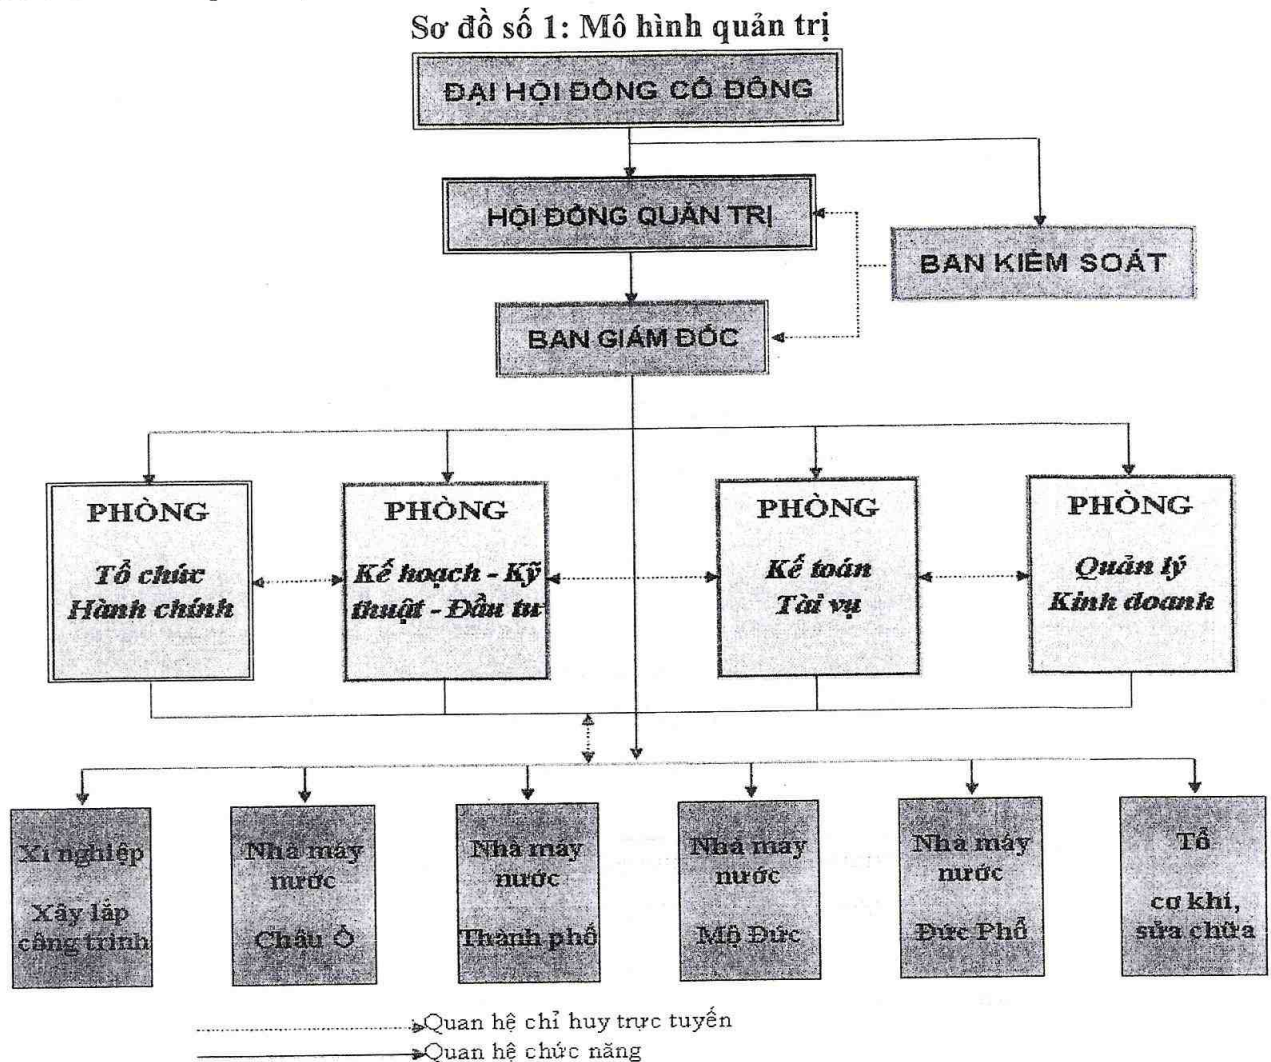 Sơ đồ số 1: Mô hình quản trị
ĐẠI HỘI ĐỒNG CỔ ĐÔNG
HỘI ĐỒNG QUẢN TRỊ
BAN KIỂM SOÁT
BAN GIÁM ĐỐC
PHÒNG
Tổ chức
Hành chính
PHÒNG
Kế hoạch - Kỹ
thuật - Đầu tư
PHÒNG
Kế toán
Tài vụ
PHÒNG
Quản lý
Kinh doanh
Xí nghiệp
Xây lắp
công trình
Nhà máy
nước
Châu Ổ
Nhà máy
nước
Thành phố
Nhà máy
nước
Mộ Đức
Nhà máy
nước
Đức Phổ
Tổ
cơ khí,
sửa chữa
Quan hệ chỉ huy trực tuyến
Quan hệ chức năng